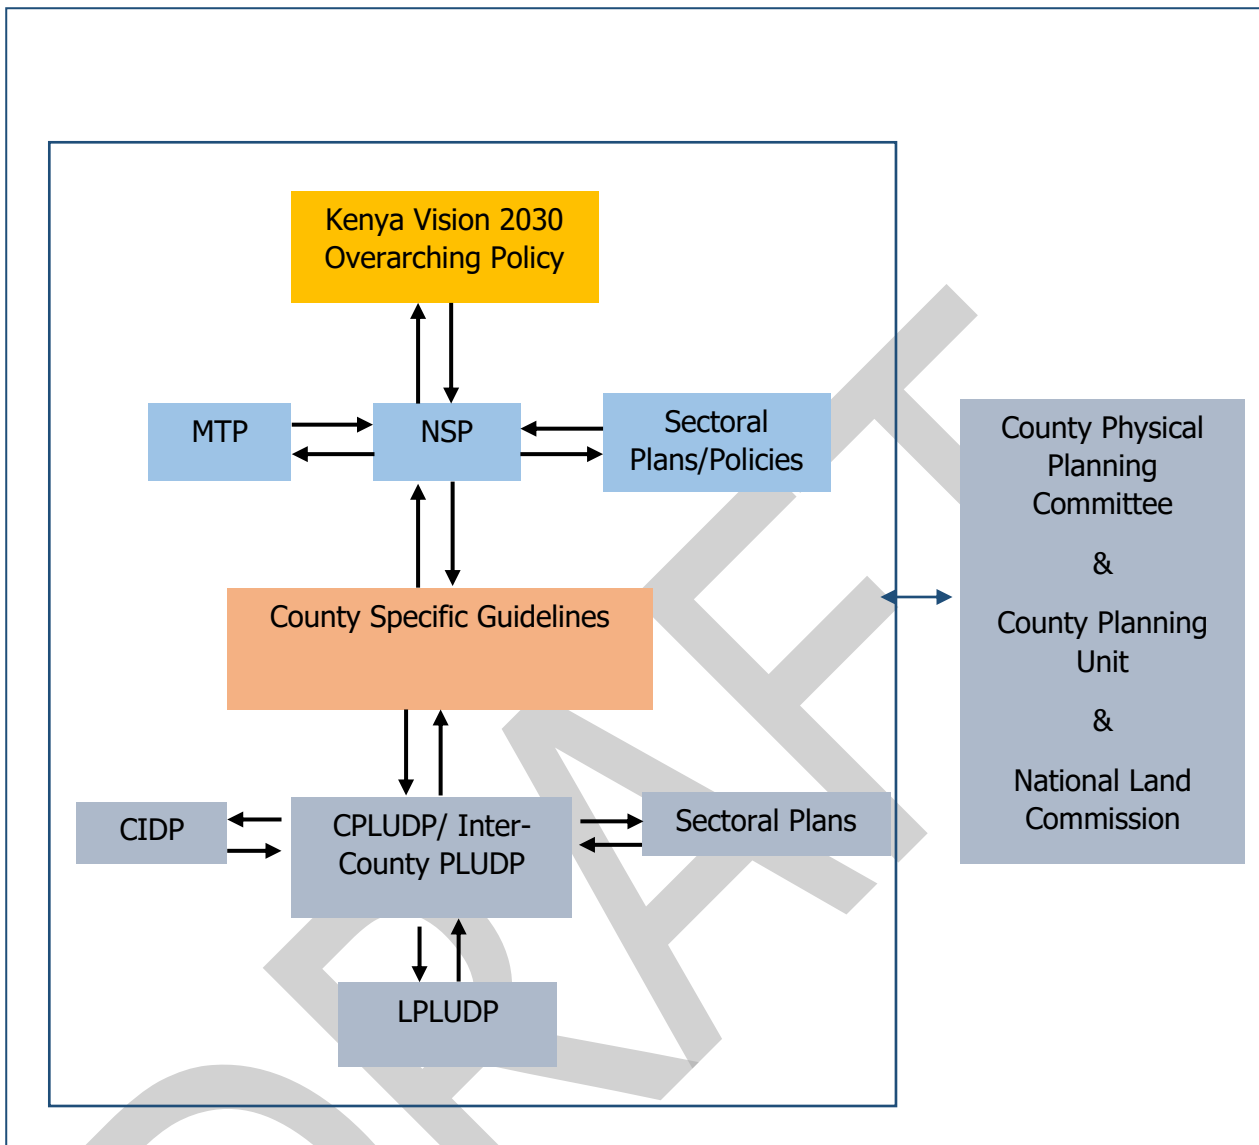 Kenya Vision 2030
Overarching Policy
MTP
NSP
Sectoral
Plans/Policies
County Specific Guidelines
CIDP
CPLUDP/ Inter-
County PLUDP
Sectoral Plans
LPLUDP
County Physical
Planning
Committee
&
County Planning
Unit
&
National Land
Commission
DRAFT